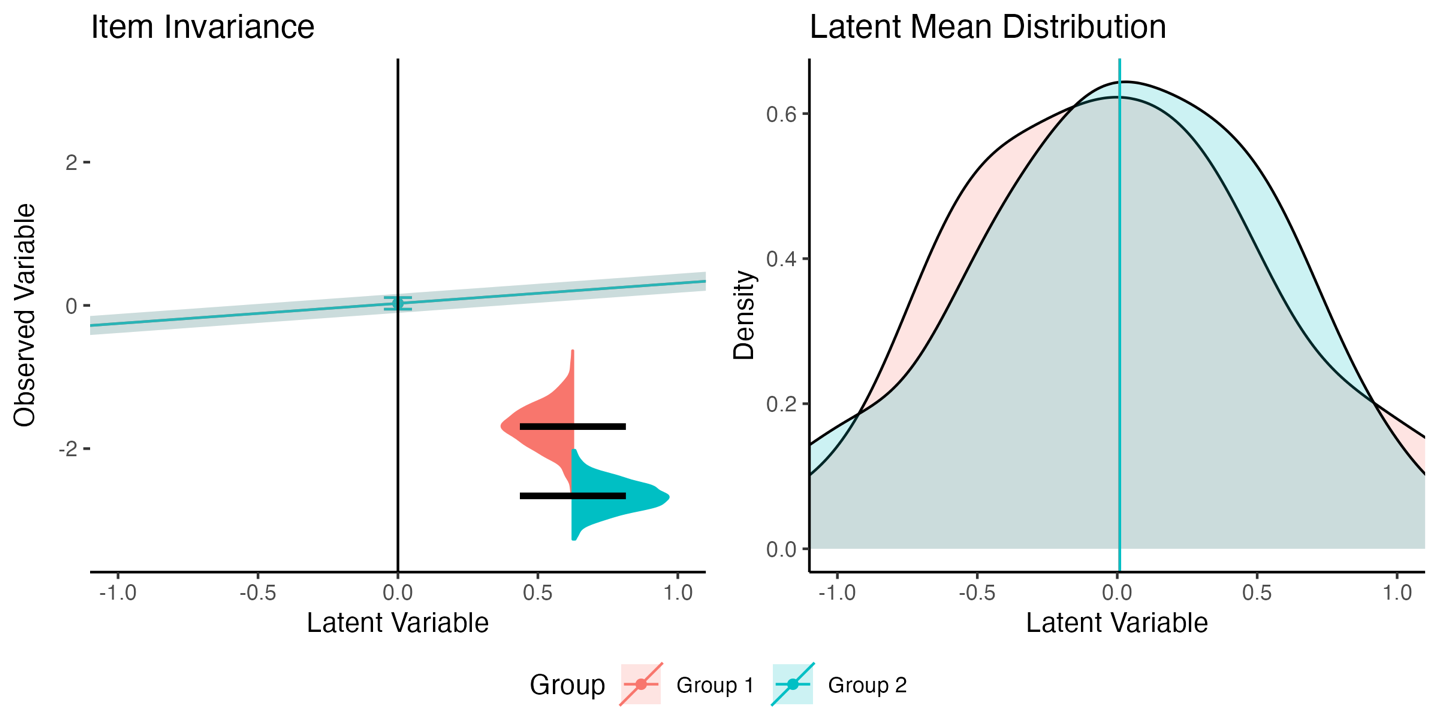 Item Invariance
Observed Variable
2
0
-2
-1.0 -0.5 0.0 0.5 1.0
Latent Variable
Latent Mean Distribution
Density
0.6
0.4
0.2
0.0
-1.0 -0.5 0.0 0.5 1.0
Latent Variable
Group Group 1 Group 2